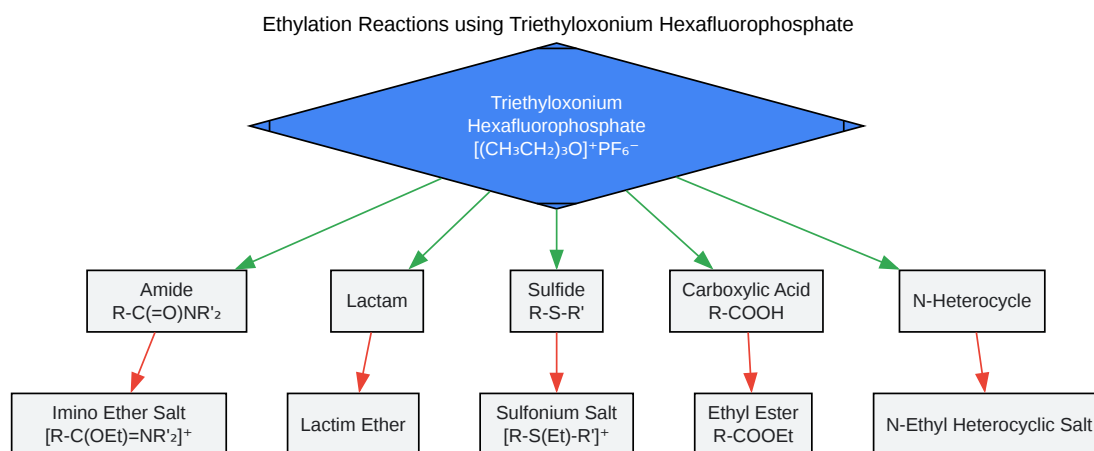 Ethylation Reactions using Triethyloxonium Hexafluorophosphate
Triethyloxonium
Hexafluorophosphate
[(CH₃CH₂)₃O]⁺PF₆⁻
Amide
R-C(=O)NR'₂
Lactam
Sulfide
R-S-R'
Carboxylic Acid
R-COOH
N-Heterocycle
Imino Ether Salt
[R-C(OEt)=NR'₂]⁺
Lactim Ether
Sulfonium Salt
[R-S(Et)-R']⁺
Ethyl Ester
R-COOEt
N-Ethyl Heterocyclic Salt